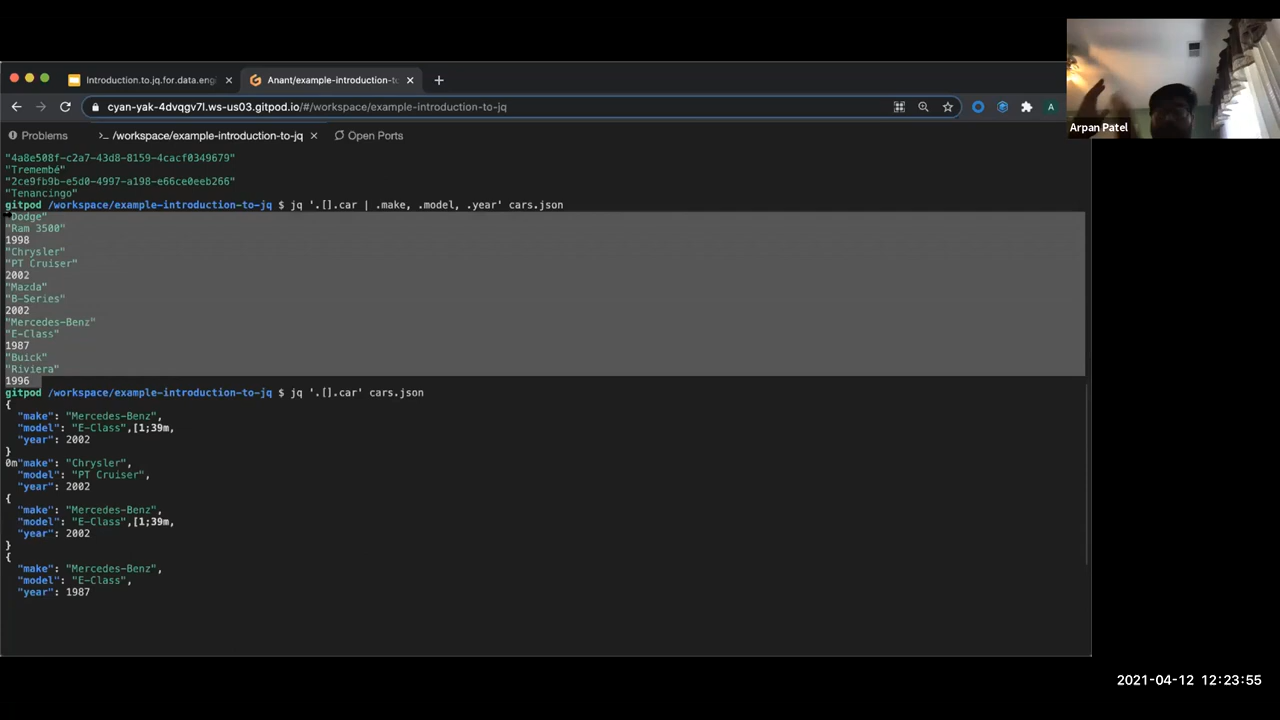 Introduction.to.jq.for.data.eng
Anant/example-introduction-to
cyan-yak-4dvqgv7l.ws-us03.gitpod.io/#/workspace/example-introduction-to-jq
A
Arpan Patel
Problems
>_ /workspace/example-introduction-to-jq
Open Ports
"4a8e508f-c2a7-43d8-8159-4cacf0349679"
"Tremembé"
"2ce9fb9b-e5d0-4997-a198-e66ce0eeb266"
"Tenancingo"
gitpod /workspace/example-introduction-to-jq $ jq '.[].car | .make, .model, .year' cars.json
"Dodge"
"Ram 3500"
1998
"Chrysler"
"PT Cruiser"
2002
"Mazda"
"B-Series"
2002
"Mercedes-Benz"
"E-Class"
1987
"Buick"
"Riviera"
1996
gitpod /workspace/example-introduction-to-jq $ jq '.[].car' cars.json
{
"make": "Mercedes-Benz",
"model": "E-Class",[1;39m,
"year": 2002
}
0m"make": "Chrysler",
"model": "PT Cruiser",
"year": 2002
{
"make": "Mercedes-Benz",
"model": "E-Class",[1;39m,
"year": 2002
}
{
"make": "Mercedes-Benz",
"model": "E-Class",
"year": 1987
2021-04-12 12:23:55